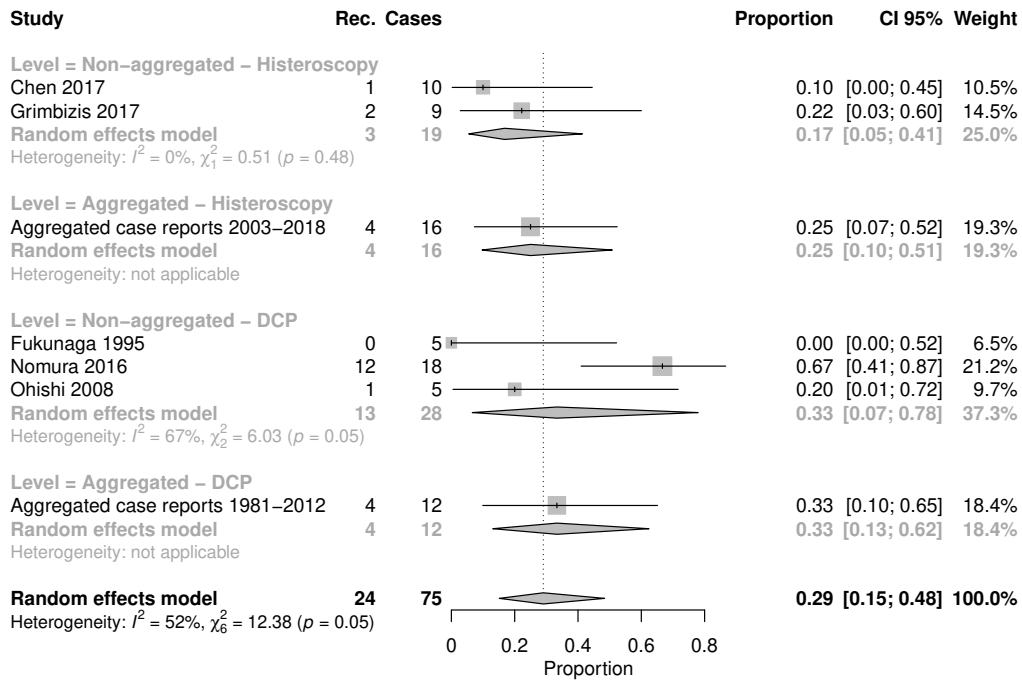 Study Rec. Cases Proportion CI 95% Weight
Level = Non−aggregated − Histeroscopy
Chen 2017 1 10 0.10 [0.00; 0.45] 10.5%
Grimbizis 2017 2 9 0.22 [0.03; 0.60] 14.5%
Random effects model 3 19 0.17 [0.05; 0.41] 25.0%
Heterogeneity: I² = 0%, χ²₁ = 0.51 (p = 0.48)
Level = Aggregated − Histeroscopy
Aggregated case reports 2003−2018 4 16 0.25 [0.07; 0.52] 19.3%
Random effects model 4 16 0.25 [0.10; 0.51] 19.3%
Heterogeneity: not applicable
Level = Non−aggregated − DCP
Fukunaga 1995 0 5 0.00 [0.00; 0.52] 6.5%
Nomura 2016 12 18 0.67 [0.41; 0.87] 21.2%
Ohishi 2008 1 5 0.20 [0.01; 0.72] 9.7%
Random effects model 13 28 0.33 [0.07; 0.78] 37.3%
Heterogeneity: I² = 67%, χ²₂ = 6.03 (p = 0.05)
Level = Aggregated − DCP
Aggregated case reports 1981−2012 4 12 0.33 [0.10; 0.65] 18.4%
Random effects model 4 12 0.33 [0.13; 0.62] 18.4%
Heterogeneity: not applicable
Random effects model 24 75 0.29 [0.15; 0.48] 100.0%
Heterogeneity: I² = 52%, χ²₆ = 12.38 (p = 0.05)
0 0.2 0.4 0.6 0.8
Proportion